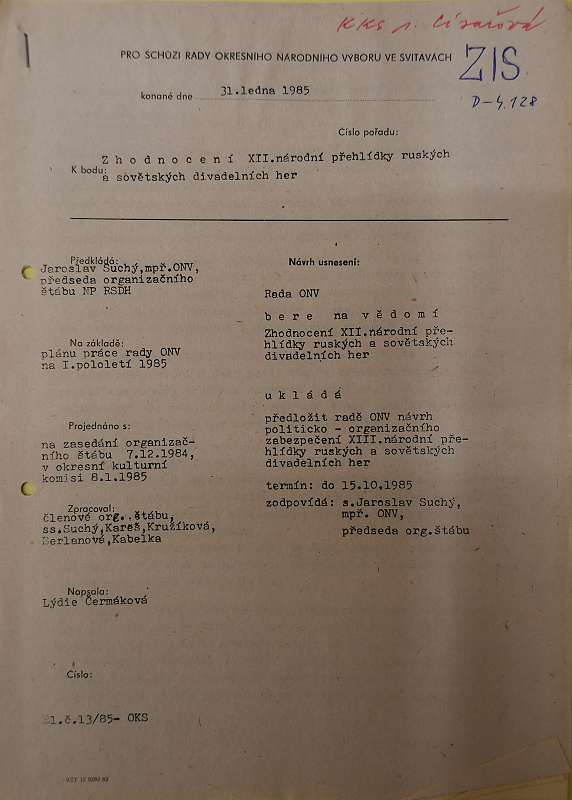 KKS s. Císařová
PRO SCHŮZI RADY OKRESNÍHO NÁRODNÍHO VÝBORU VE SVITAVÁCH
ZIS
D-4.128
konané dne 31.ledna 1985
Číslo pořadu:
K bodu: Z h o d n o c e n í XII.národní přehlídky ruských
a sovětských divadelních her
Předkládá:
Jaroslav Suchý,mpř.ONV,
předseda organizačního
štábu NP RSDH
Na základě:
plánu práce rady ONV
na I.pololetí 1985
Projednáno s:
na zasedání organizač-
ního štábu 7.12.1984,
v okresní kulturní
komisi 8.1.1985
Zpracoval:
členové org. štábu,
ss.Suchý,Kareš,Kružíková,
Berlanová,Kabelka
Napsala:
Lýdie Čermáková
Číslo:
1.č.13/85- OKS
Návrh usnesení:
Rada ONV
b e r e na v ě d o m í
Zhodnocení XII.národní pře-
hlídky ruských a sovětských
divadelních her
u k l á d á
předložit radě ONV návrh
politicko - organizačního
zabezpečení XIII.národní pře-
hlídky ruských a sovětských
divadelních her
termín: do 15.10.1985
zodpovídá: s.Jaroslav Suchý,
mpř. ONV,
předseda org.štábu
VČT 12 0292 83